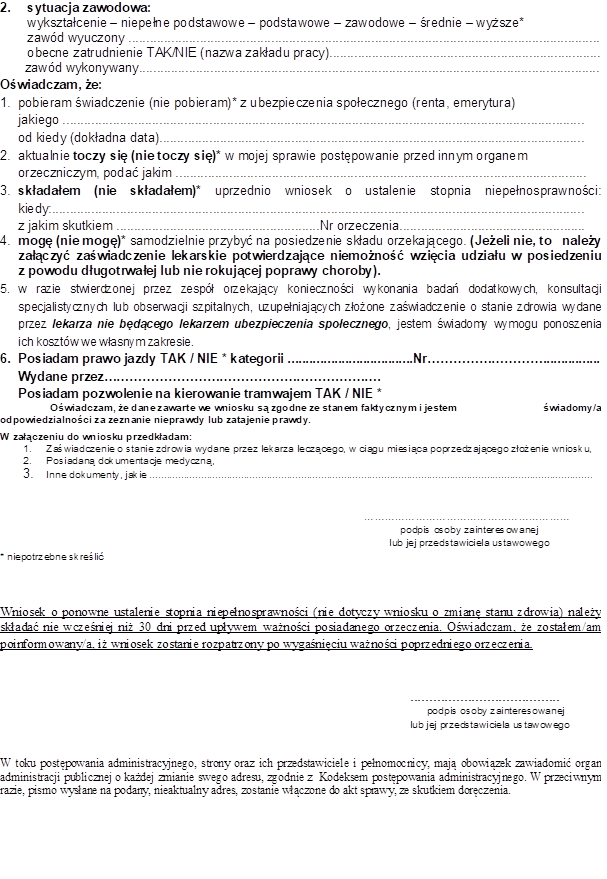 2. sytuacja zawodowa:
wykształcenie – niepełne podstawowe – podstawowe – zawodowe – średnie – wyższe*
zawód wyuczony ..........................................................................................................................
obecne zatrudnienie TAK/NIE (nazwa zakładu pracy)......................................................................
zawód wykonywany.......................................................................................................................
Oświadczam, że:
1. pobieram świadczenie (nie pobieram)* z ubezpieczenia społecznego (renta, emerytura)
jakiego ........................................................................................................................................
od kiedy (dokładna data)..............................................................................................................
2. aktualnie toczy się (nie toczy się)* w mojej sprawie postępowanie przed innym organem
orzeczniczym, podać jakim ..........................................................................................................
3. składałem (nie składałem)* uprzednio wniosek o ustalenie stopnia niepełnosprawności:
kiedy:..........................................................................................................................................
z jakim skutkiem .....................................................Nr orzeczenia................................................
4. mogę (nie mogę)* samodzielnie przybyć na posiedzenie składu orzekającego. (Jeżeli nie, to należy
załączyć zaświadczenie lekarskie potwierdzające niemożność wzięcia udziału w posiedzeniu
z powodu długotrwałej lub nie rokującej poprawy choroby).
5. w razie stwierdzonej przez zespół orzekający konieczności wykonania badań dodatkowych, konsultacji
specjalistycznych lub obserwacji szpitalnych, uzupełniających złożone zaświadczenie o stanie zdrowia wydane
przez lekarza nie będącego lekarzem ubezpieczenia społecznego, jestem świadomy wymogu ponoszenia
ich kosztów we własnym zakresie.
6. Posiadam prawo jazdy TAK / NIE * kategorii ...................................Nr……………………….................
Wydane przez………………………………………………………
Posiadam pozwolenie na kierowanie tramwajem TAK / NIE *
Oświadczam, że dane zawarte we wniosku są zgodne ze stanem faktycznym i jestem świadomy/a
odpowiedzialności za zeznanie nieprawdy lub zatajenie prawdy.
W załączeniu do wniosku przedkładam:
1. Zaświadczenie o stanie zdrowia wydane przez lekarza leczącego, w ciągu miesiąca poprzedzającego złożenie wniosku,
2. Posiadaną dokumentacje medyczną,
3. Inne dokumenty, jakie ..............................................................................................................................
……………………………………………………
podpis osoby zainteresowanej
lub jej przedstawiciela ustawowego
* niepotrzebne skreślić
Wniosek o ponowne ustalenie stopnia niepełnosprawności (nie dotyczy wniosku o zmianę stanu zdrowia) należy
składać nie wcześniej niż 30 dni przed upływem ważności posiadanego orzeczenia. Oświadczam, że zostałem/am
poinformowany/a, iż wniosek zostanie rozpatrzony po wygaśnięciu ważności poprzedniego orzeczenia.
.......................................
podpis osoby zainteresowanej
lub jej przedstawiciela ustawowego
W toku postępowania administracyjnego, strony oraz ich przedstawiciele i pełnomocnicy, mają obowiązek zawiadomić organ
administracji publicznej o każdej zmianie swego adresu, zgodnie z Kodeksem postępowania administracyjnego. W przeciwnym
razie, pismo wysłane na podany, nieaktualny adres, zostanie włączone do akt sprawy, ze skutkiem doręczenia.